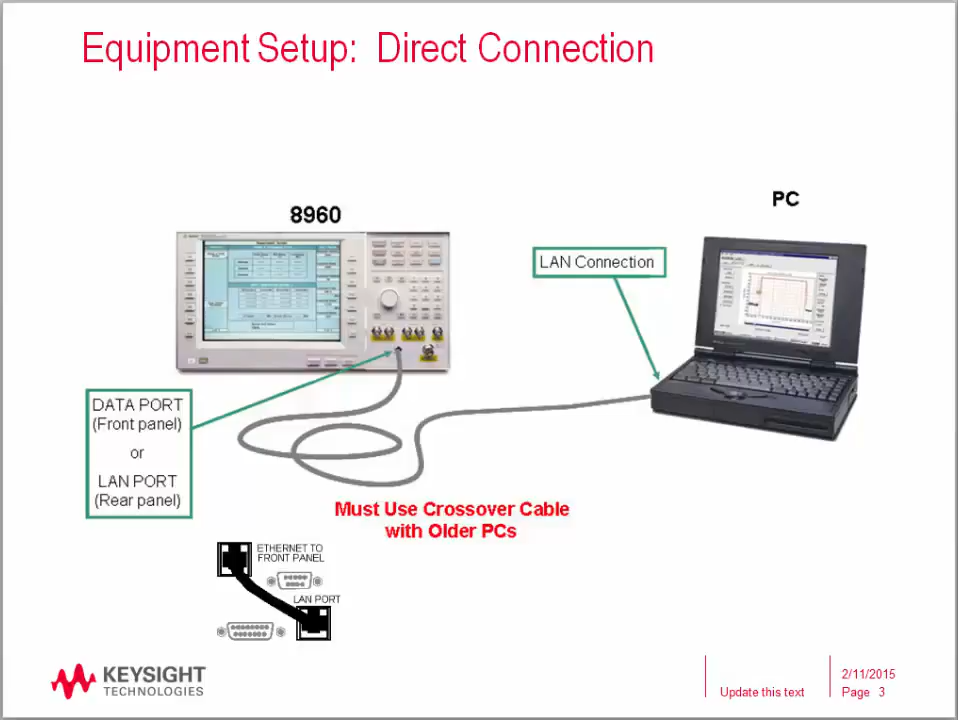 Equipment Setup: Direct Connection
8960
PC
LAN Connection
DATA PORT
(Front panel)
or
LAN PORT
(Rear panel)
Must Use Crossover Cable
with Older PCs
ETHERNET TO
FRONT PANEL
LAN PORT
KEYSIGHT
TECHNOLOGIES
Update this text
2/11/2015
Page 3